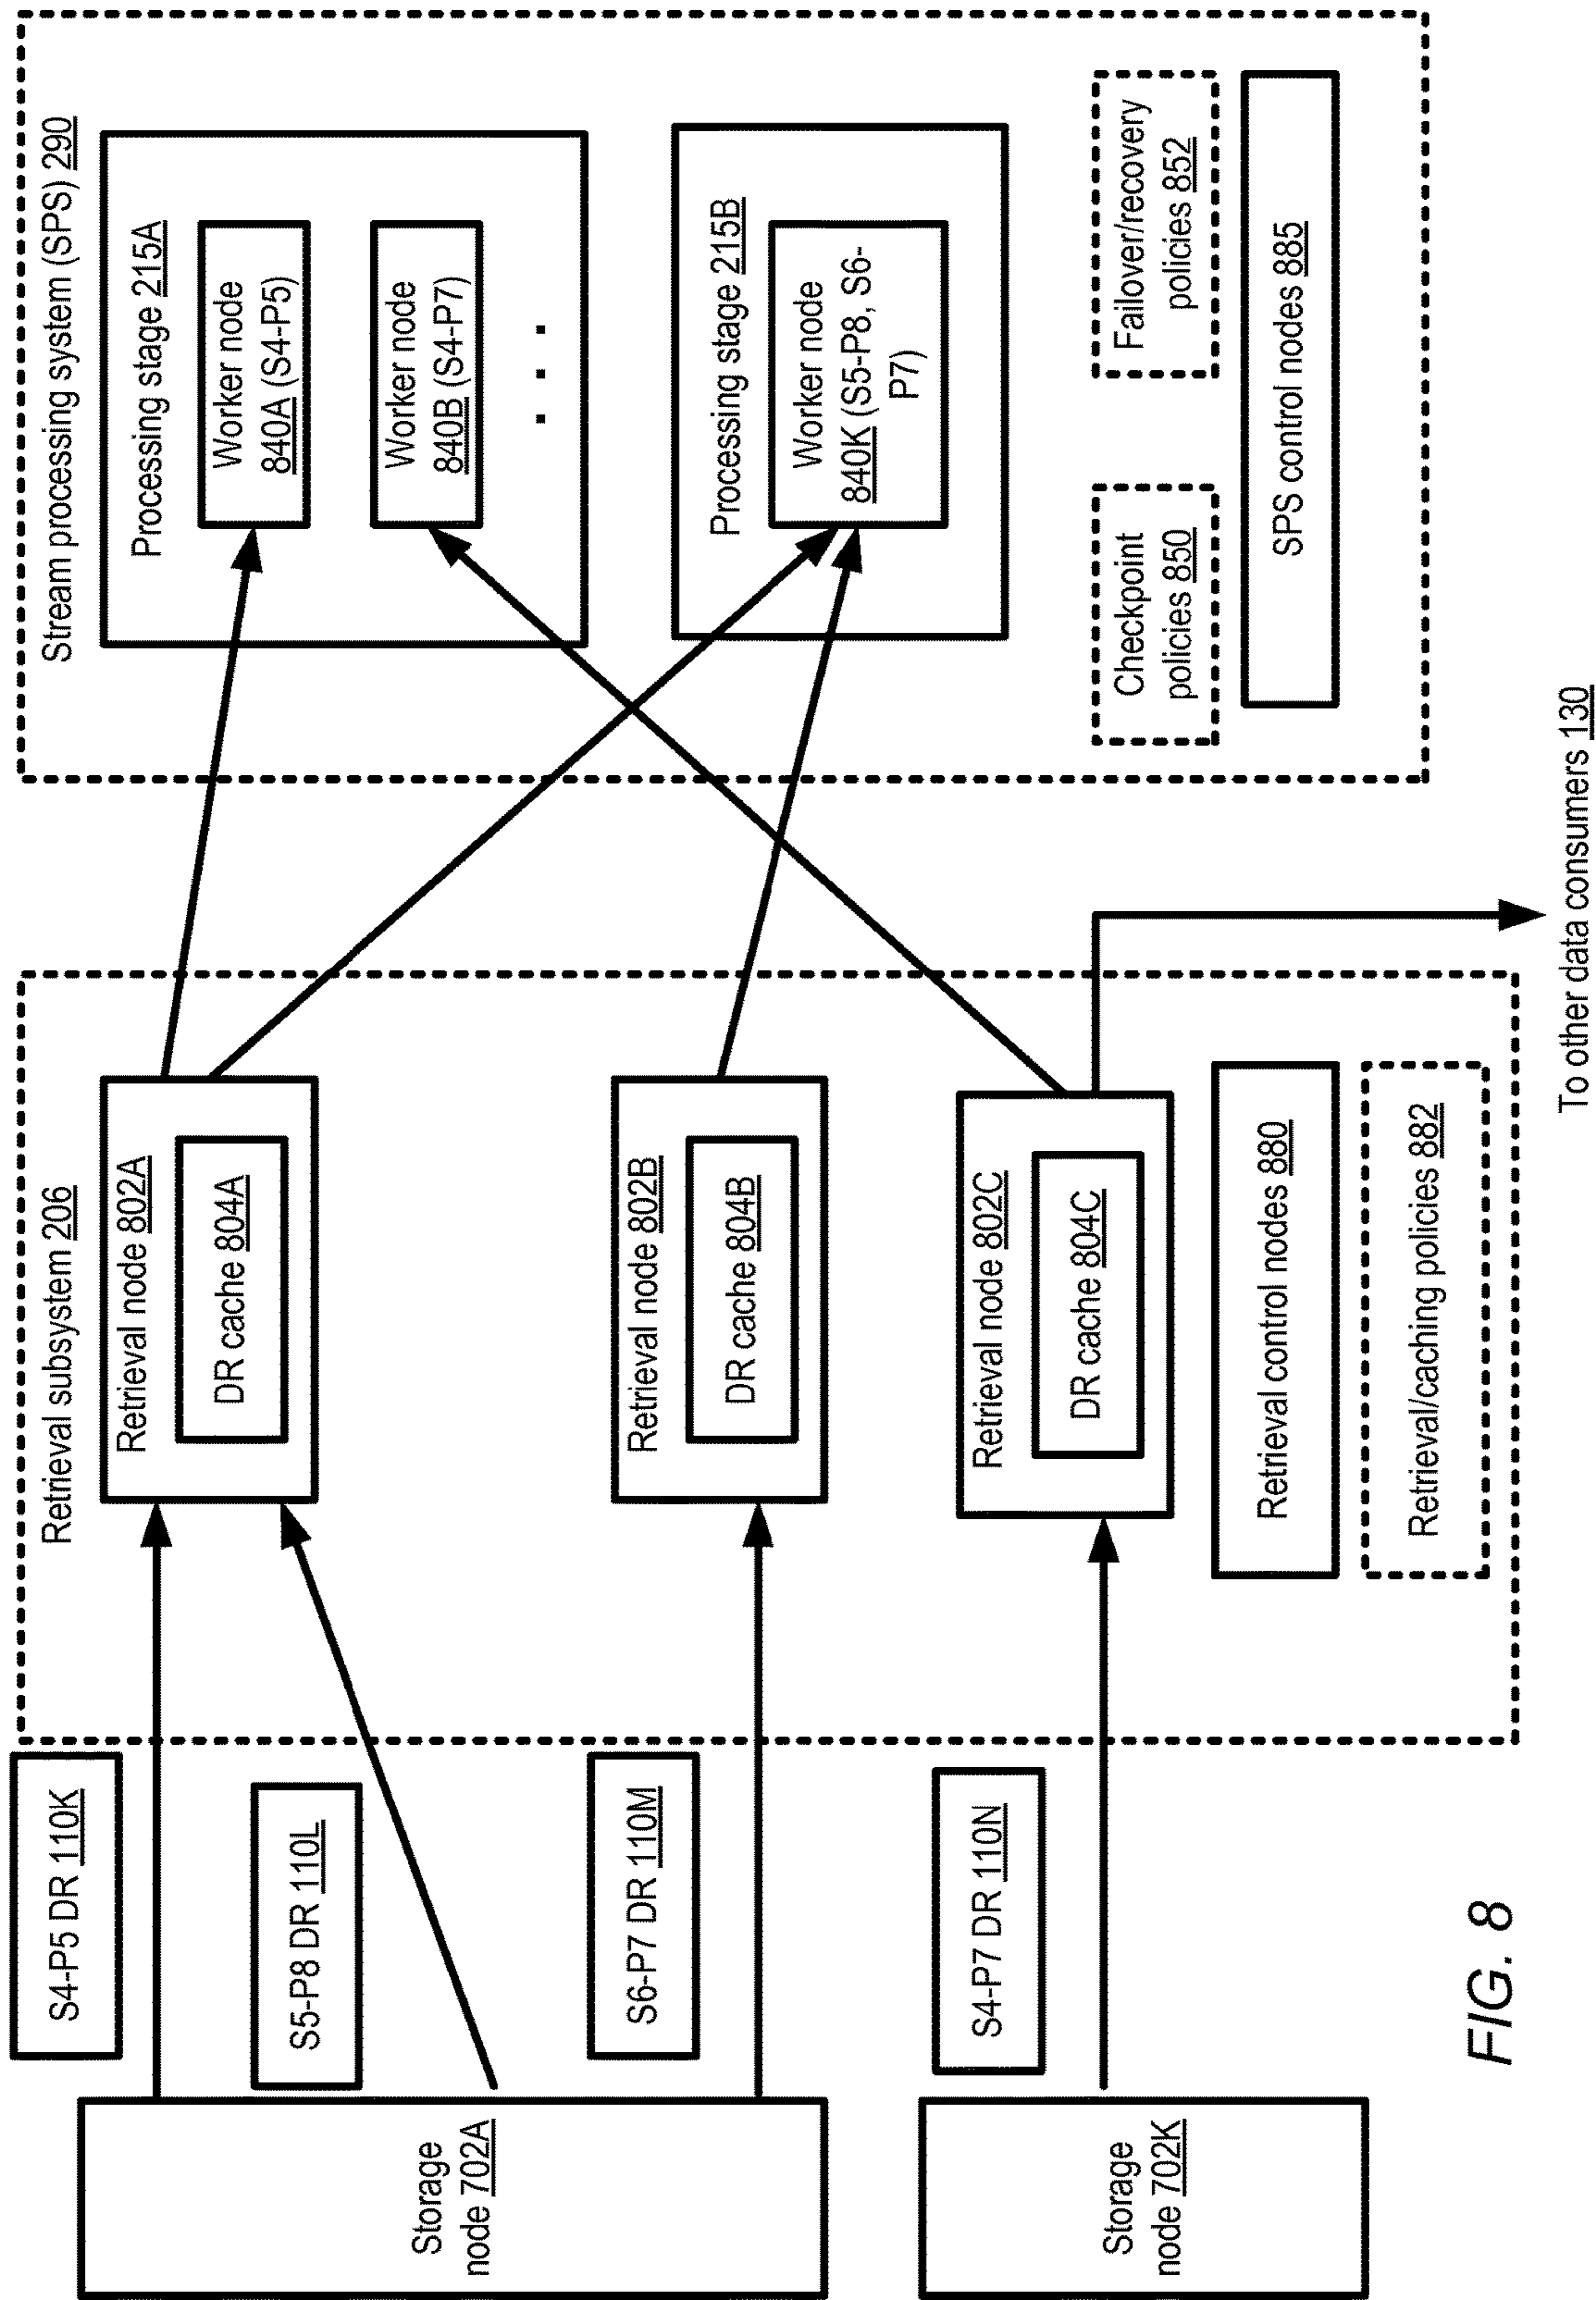 Storage
node 702A
Storage
node 702K
S4-P5 DR 110K
S5-P8 DR 110L
S6-P7 DR 110M
S4-P7 DR 110N
Retrieval subsystem 206
Retrieval node 802A
DR cache 804A
Retrieval node 802B
DR cache 804B
Retrieval node 802C
DR cache 804C
Retrieval control nodes 880
Retrieval/caching policies 882
Stream processing system (SPS) 290
Processing stage 215A
Worker node
840A (S4-P5)
Worker node
840B (S4-P7)
. . .
Processing stage 215B
Worker node
840K (S5-P8, S6-
P7)
Checkpoint
policies 850
Failover/recovery
policies 852
SPS control nodes 885
To other data consumers 130
FIG. 8